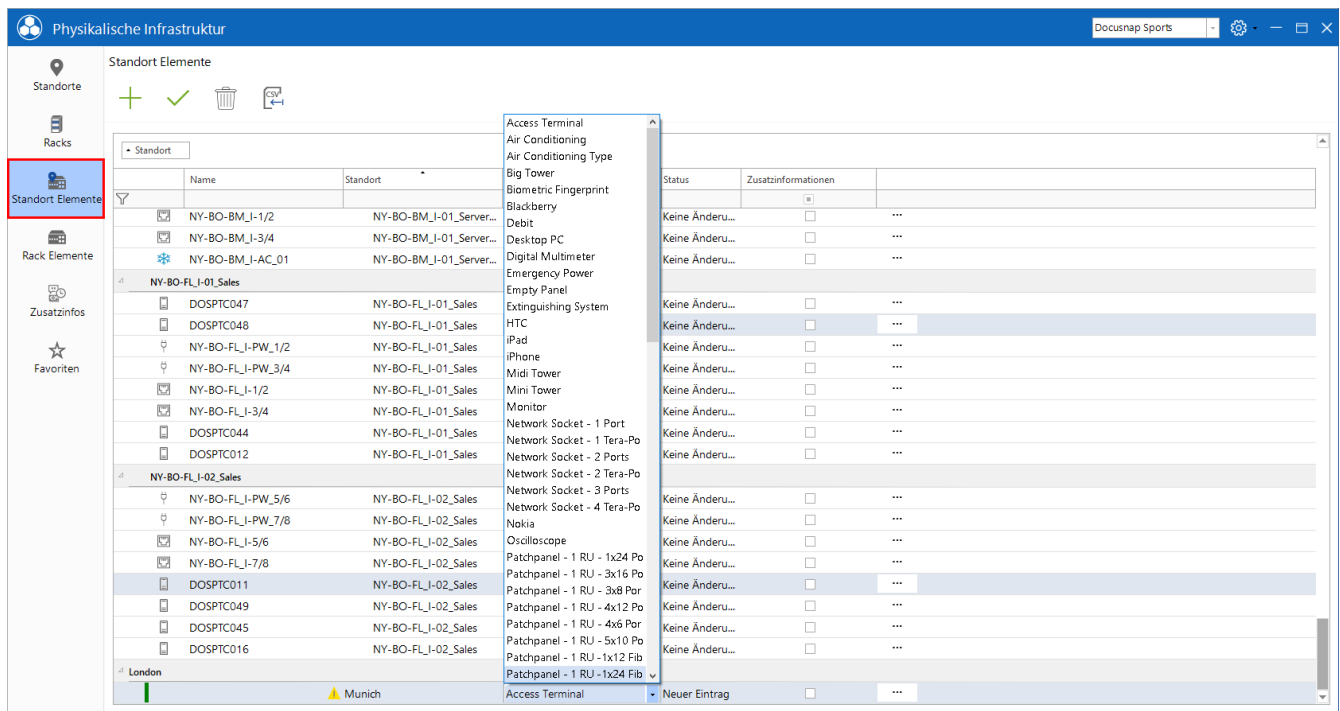 Physikalische Infrastruktur
Docusnap Sports
Standorte
Racks
Standort Elemente
Rack Elemente
Zusatzinfos
Favoriten
Standort Elemente
CSV
Standort
Name Standort Status Zusatzinformationen
NY-BO-BM_I-1/2 NY-BO-BM_I-01_Server... Keine Änderu... ...
NY-BO-BM_I-3/4 NY-BO-BM_I-01_Server... Keine Änderu... ...
NY-BO-BM_I-AC_01 NY-BO-BM_I-01_Server... Keine Änderu... ...
NY-BO-FL_I-01_Sales
DOSPTC047 NY-BO-FL_I-01_Sales Keine Änderu... ...
DOSPTC048 NY-BO-FL_I-01_Sales Keine Änderu... ...
NY-BO-FL_I-PW_1/2 NY-BO-FL_I-01_Sales Keine Änderu... ...
NY-BO-FL_I-PW_3/4 NY-BO-FL_I-01_Sales Keine Änderu... ...
NY-BO-FL_I-1/2 NY-BO-FL_I-01_Sales Keine Änderu... ...
NY-BO-FL_I-3/4 NY-BO-FL_I-01_Sales Keine Änderu... ...
DOSPTC044 NY-BO-FL_I-01_Sales Keine Änderu... ...
DOSPTC012 NY-BO-FL_I-01_Sales Keine Änderu... ...
NY-BO-FL_I-02_Sales
NY-BO-FL_I-PW_5/6 NY-BO-FL_I-02_Sales Keine Änderu... ...
NY-BO-FL_I-PW_7/8 NY-BO-FL_I-02_Sales Keine Änderu... ...
NY-BO-FL_I-5/6 NY-BO-FL_I-02_Sales Keine Änderu... ...
NY-BO-FL_I-7/8 NY-BO-FL_I-02_Sales Keine Änderu... ...
DOSPTC011 NY-BO-FL_I-02_Sales Keine Änderu... ...
DOSPTC049 NY-BO-FL_I-02_Sales Keine Änderu... ...
DOSPTC045 NY-BO-FL_I-02_Sales Keine Änderu... ...
DOSPTC016 NY-BO-FL_I-02_Sales Keine Änderu... ...
London
Munich Access Terminal Neuer Eintrag ...
Access Terminal
Air Conditioning
Air Conditioning Type
Big Tower
Biometric Fingerprint
Blackberry
Debit
Desktop PC
Digital Multimeter
Emergency Power
Empty Panel
Extinguishing System
HTC
iPad
iPhone
Midi Tower
Mini Tower
Monitor
Network Socket - 1 Port
Network Socket - 1 Tera-Po
Network Socket - 2 Ports
Network Socket - 2 Tera-Po
Network Socket - 3 Ports
Network Socket - 4 Tera-Po
Nokia
Oscilloscope
Patchpanel - 1 RU - 1x24 Po
Patchpanel - 1 RU - 3x16 Po
Patchpanel - 1 RU - 3x8 Por
Patchpanel - 1 RU - 4x12 Po
Patchpanel - 1 RU - 4x6 Por
Patchpanel - 1 RU - 5x10 Po
Patchpanel - 1 RU -1x12 Fib
Patchpanel - 1 RU -1x24 Fib